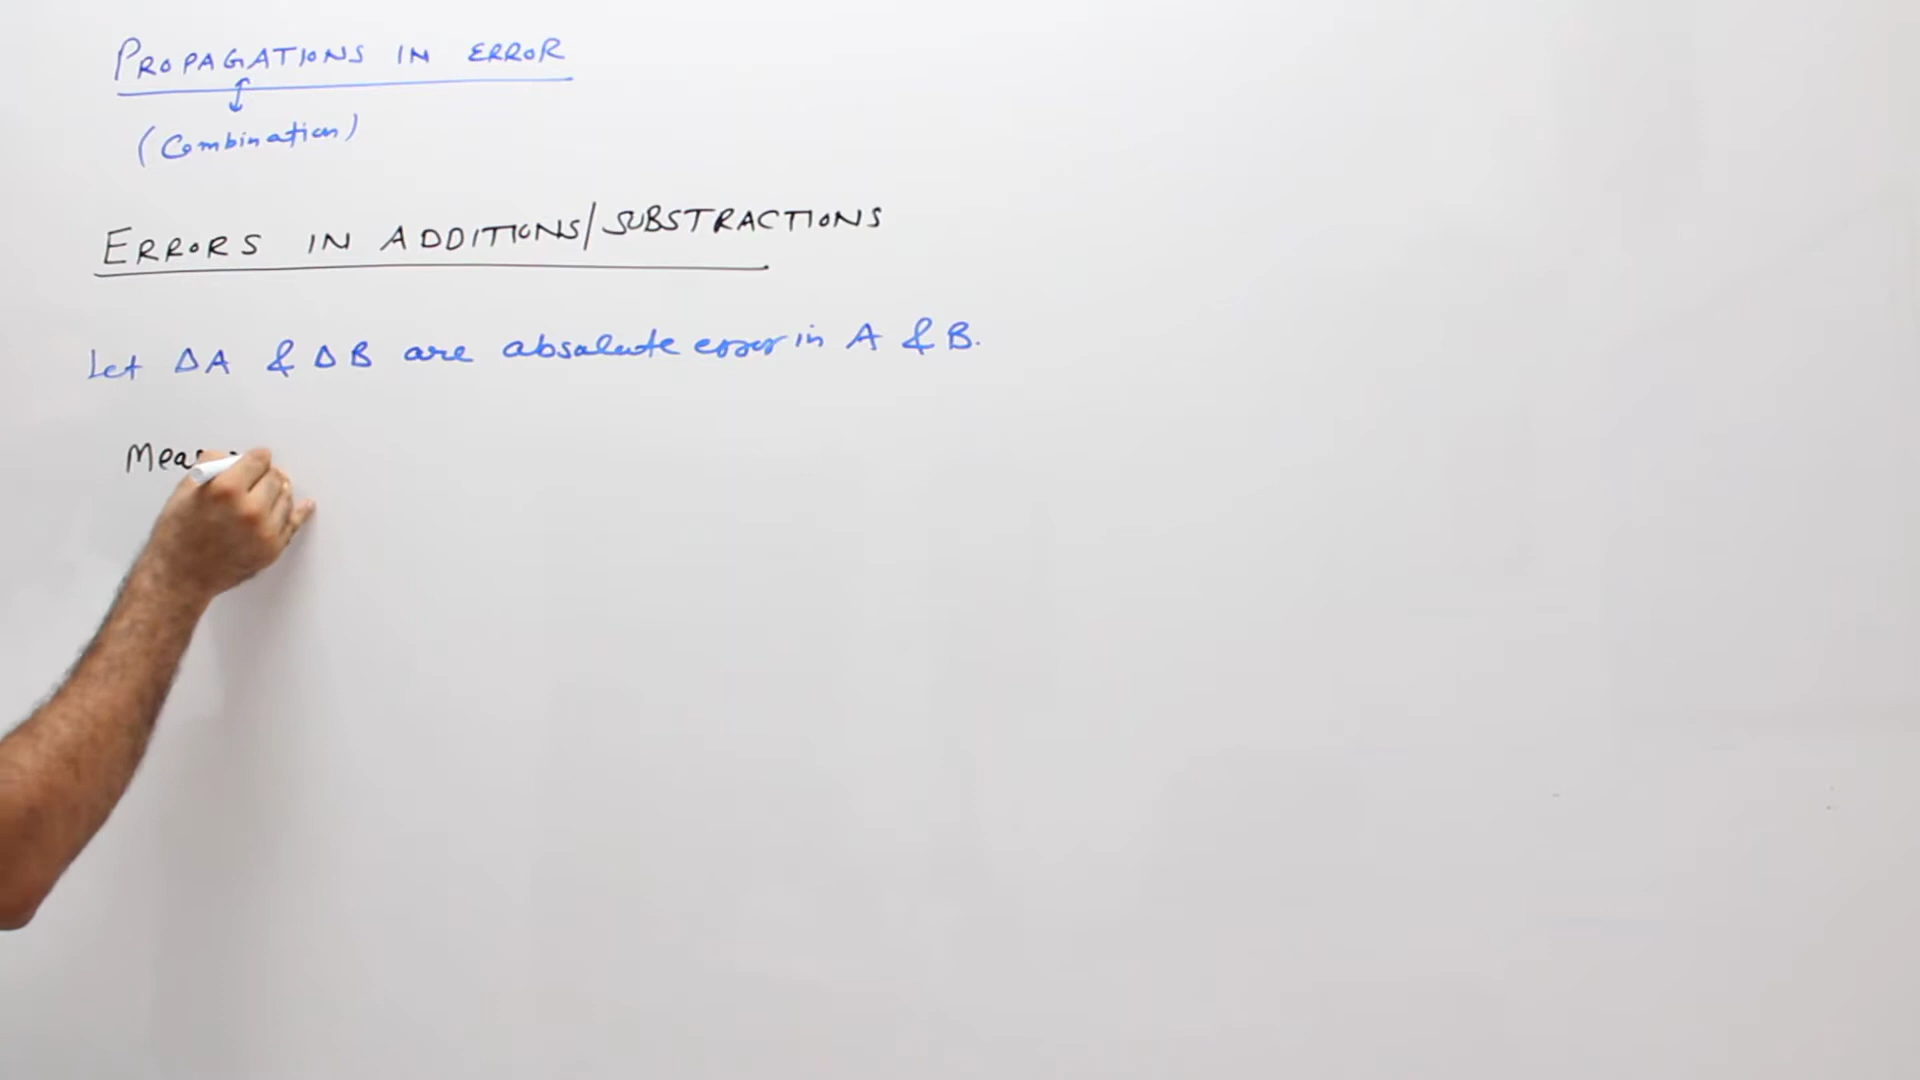 PROPAGATIONS IN ERROR
(Combination)
ERRORS IN ADDITIONS/SUBSTRACTIONS
Let ΔA & ΔB are absalute error in A & B.